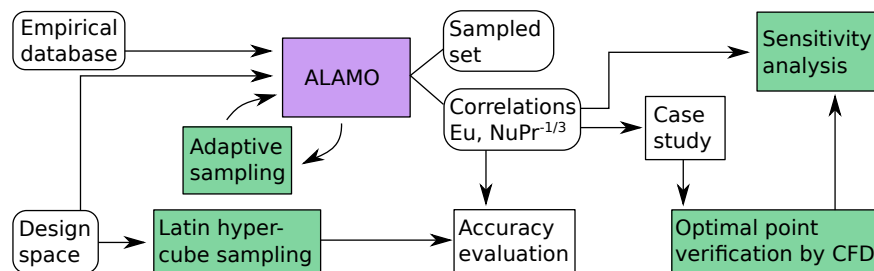 Empirical
database
ALAMO
Sampled
set
Sensitivity
analysis
Correlations
Eu, NuPr⁻¹/³
Case
study
Adaptive
sampling
Design
space
Latin hyper-
cube sampling
Accuracy
evaluation
Optimal point
verification by CFD